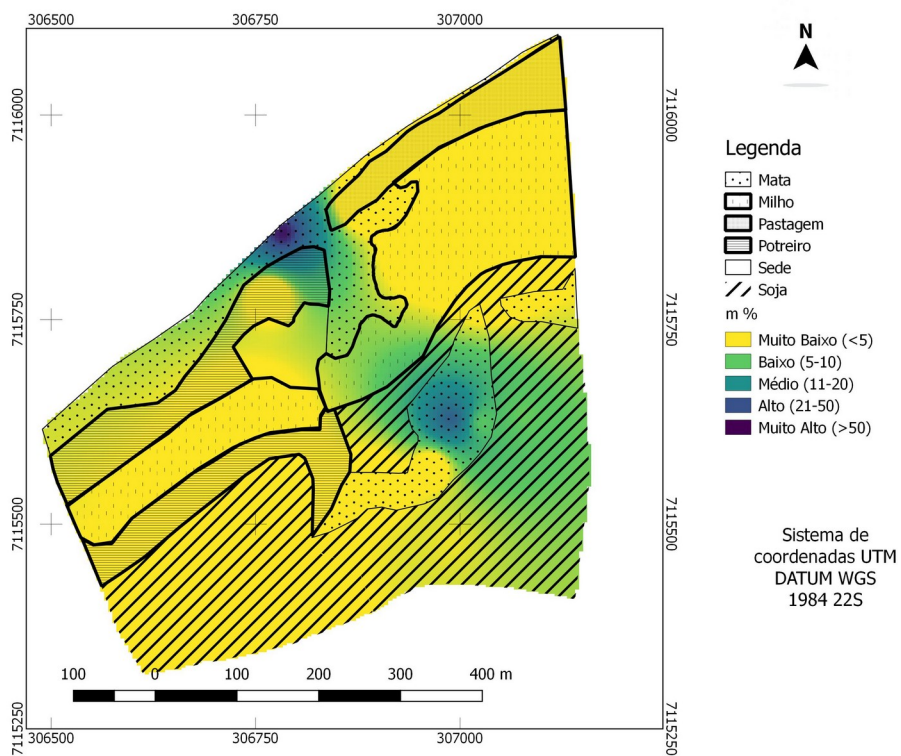 306500
306750
307000
7116000
7116000
7115750
7115750
7115500
7115500
7115250
7115250
100
0
100
200
300
400 m
306500
306750
307000
N
Legenda
Mata
Milho
Pastagem
Potreiro
Sede
Soja
m %
Muito Baixo (<5)
Baixo (5-10)
Médio (11-20)
Alto (21-50)
Muito Alto (>50)
Sistema de
coordenadas UTM
DATUM WGS
1984 22S